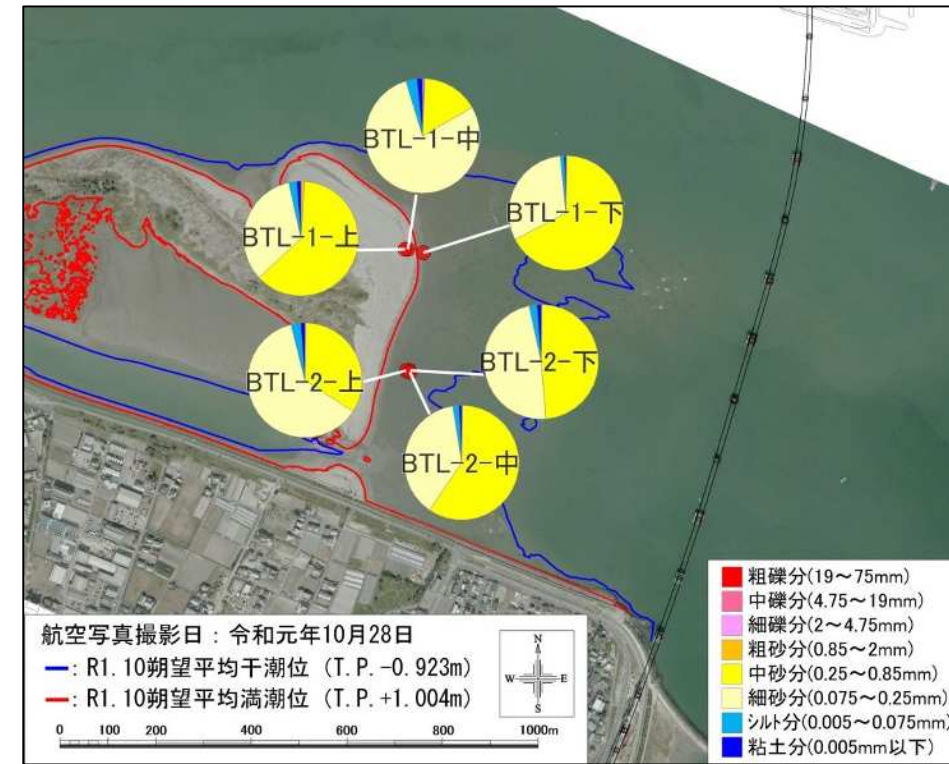 BTL-1-中
BTL-1-下
BTL-1-上
BTL-2-下
BTL-2-上
BTL-2-中
航空写真撮影日：令和元年10月28日
―：R1.10朔望平均干潮位（T.P.-0.923m）
―：R1.10朔望平均満潮位（T.P.+1.004m）
0 200 400 600 800 1000m
N
W E
S
粗礫分(19～75mm)
中礫分(4.75～19mm)
細礫分(2～4.75mm)
粗砂分(0.85～2mm)
中砂分(0.25～0.85mm)
細砂分(0.075～0.25mm)
シルト分(0.005～0.075mm)
粘土分(0.005mm以下)